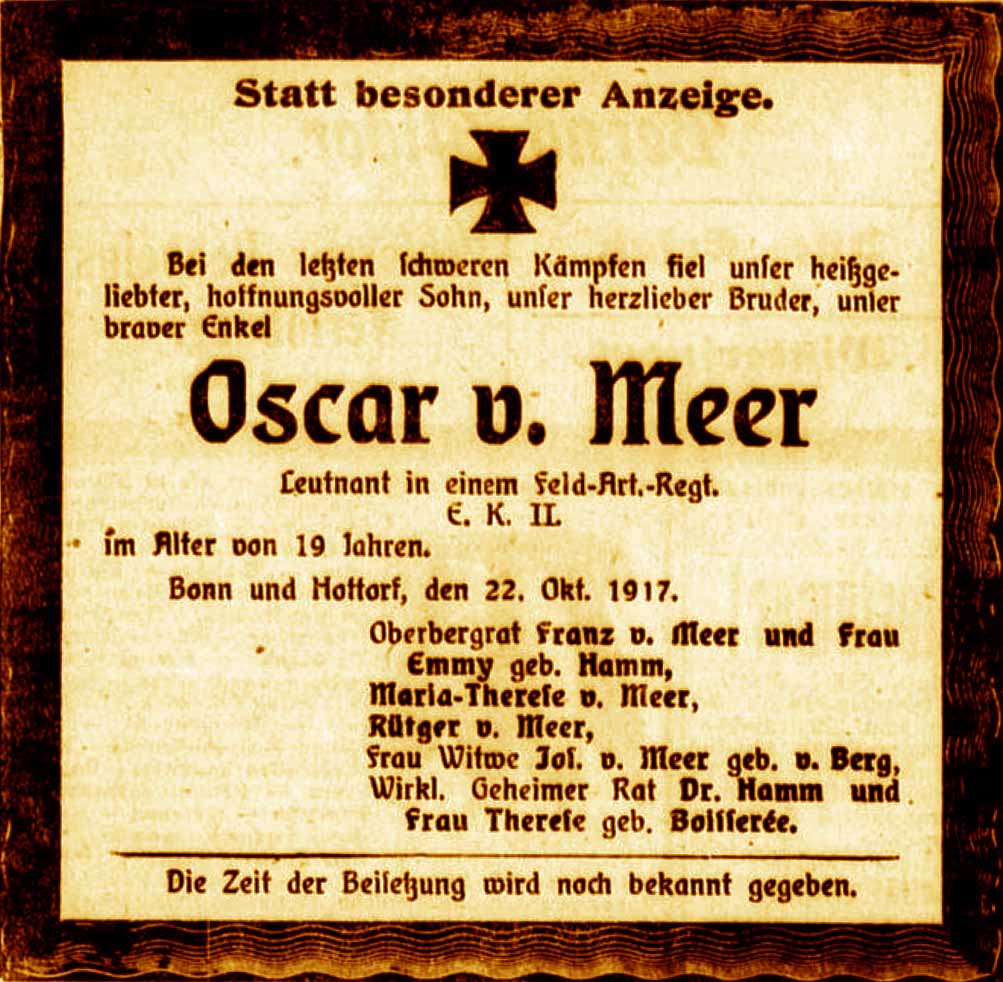 Statt besonderer Anzeige.
Bei den letzten ſchweren Kämpfen fiel unſer heißge-
liebter, hoffnungsvoller Sohn, unſer herzlieber Bruder, unſer
braver Enkel
Oscar v. Meer
Leutnant in einem Feld-Art.-Regt.
E. K. II.
im Alter von 19 Jahren.
Bonn und Hottorf, den 22. Okt. 1917.
Oberbergrat Franz v. Meer und Frau
Emmy geb. Hamm,
Maria-Thereſe v. Meer,
Rütger v. Meer,
Frau Witwe Joſ. v. Meer geb. v. Berg,
Wirkl. Geheimer Rat Dr. Hamm und
Frau Thereſe geb. Boiſſerée.
Die Zeit der Beiſetzung wird noch bekannt gegeben.